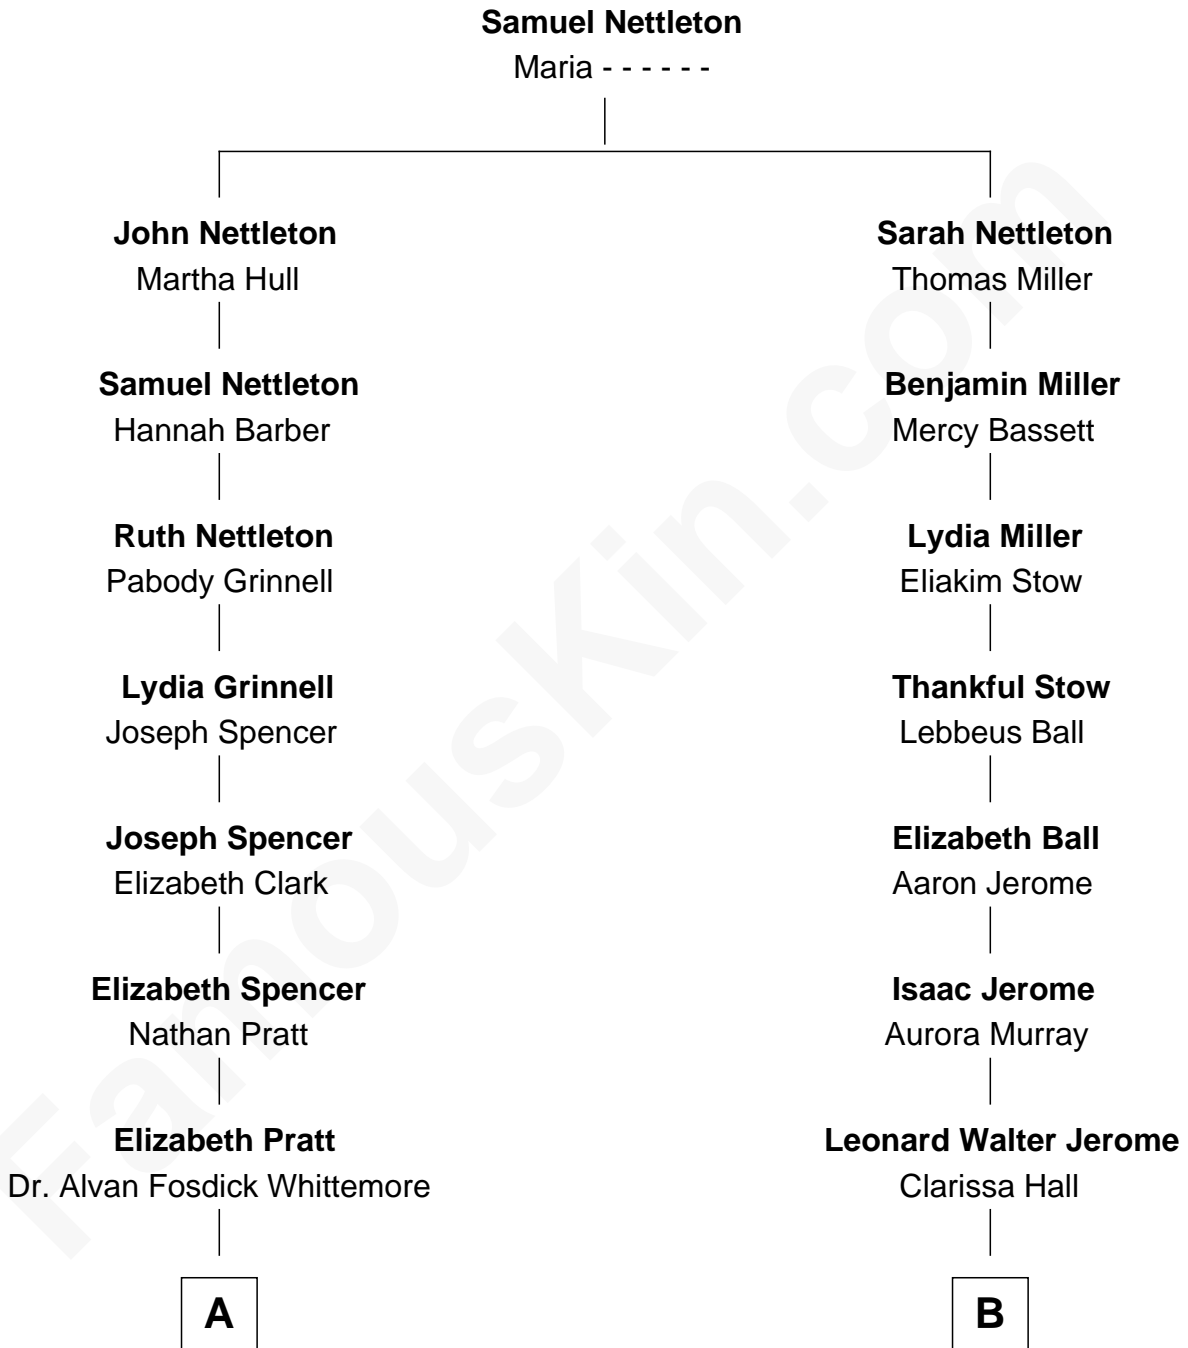 Samuel Nettleton
Maria - - - - - -
John Nettleton
Martha Hull
Samuel Nettleton
Hannah Barber
Ruth Nettleton
Pabody Grinnell
Lydia Grinnell
Joseph Spencer
Joseph Spencer
Elizabeth Clark
Elizabeth Spencer
Nathan Pratt
Elizabeth Pratt
Dr. Alvan Fosdick Whittemore
A
Sarah Nettleton
Thomas Miller
Benjamin Miller
Mercy Bassett
Lydia Miller
Eliakim Stow
Thankful Stow
Lebbeus Ball
Elizabeth Ball
Aaron Jerome
Isaac Jerome
Aurora Murray
Leonard Walter Jerome
Clarissa Hall
B
FamousKin.com